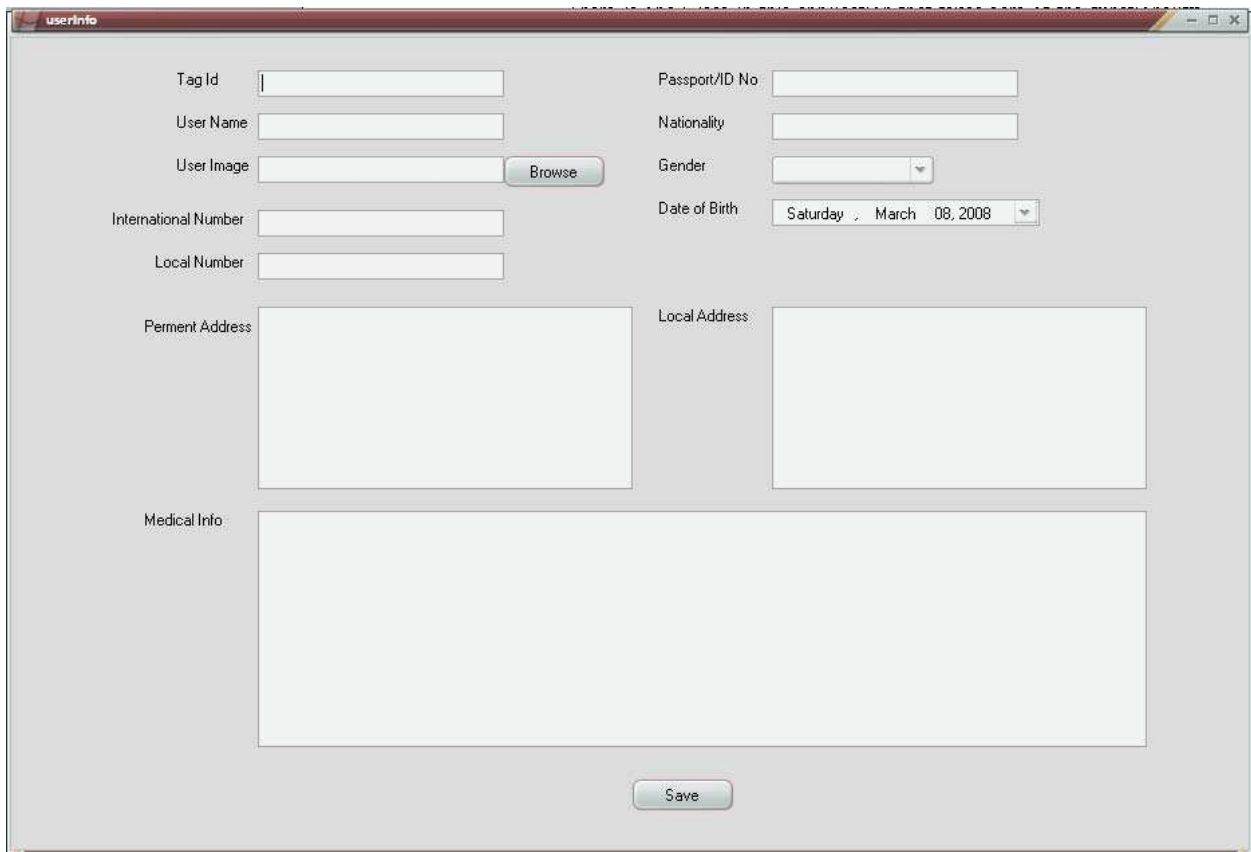 userInfo
Tag Id
Passport/ID No
User Name
Nationality
User Image
Browse
Gender
International Number
Date of Birth
Saturday , March 08, 2008
Local Number
Perment Address
Local Address
Medical Info
Save